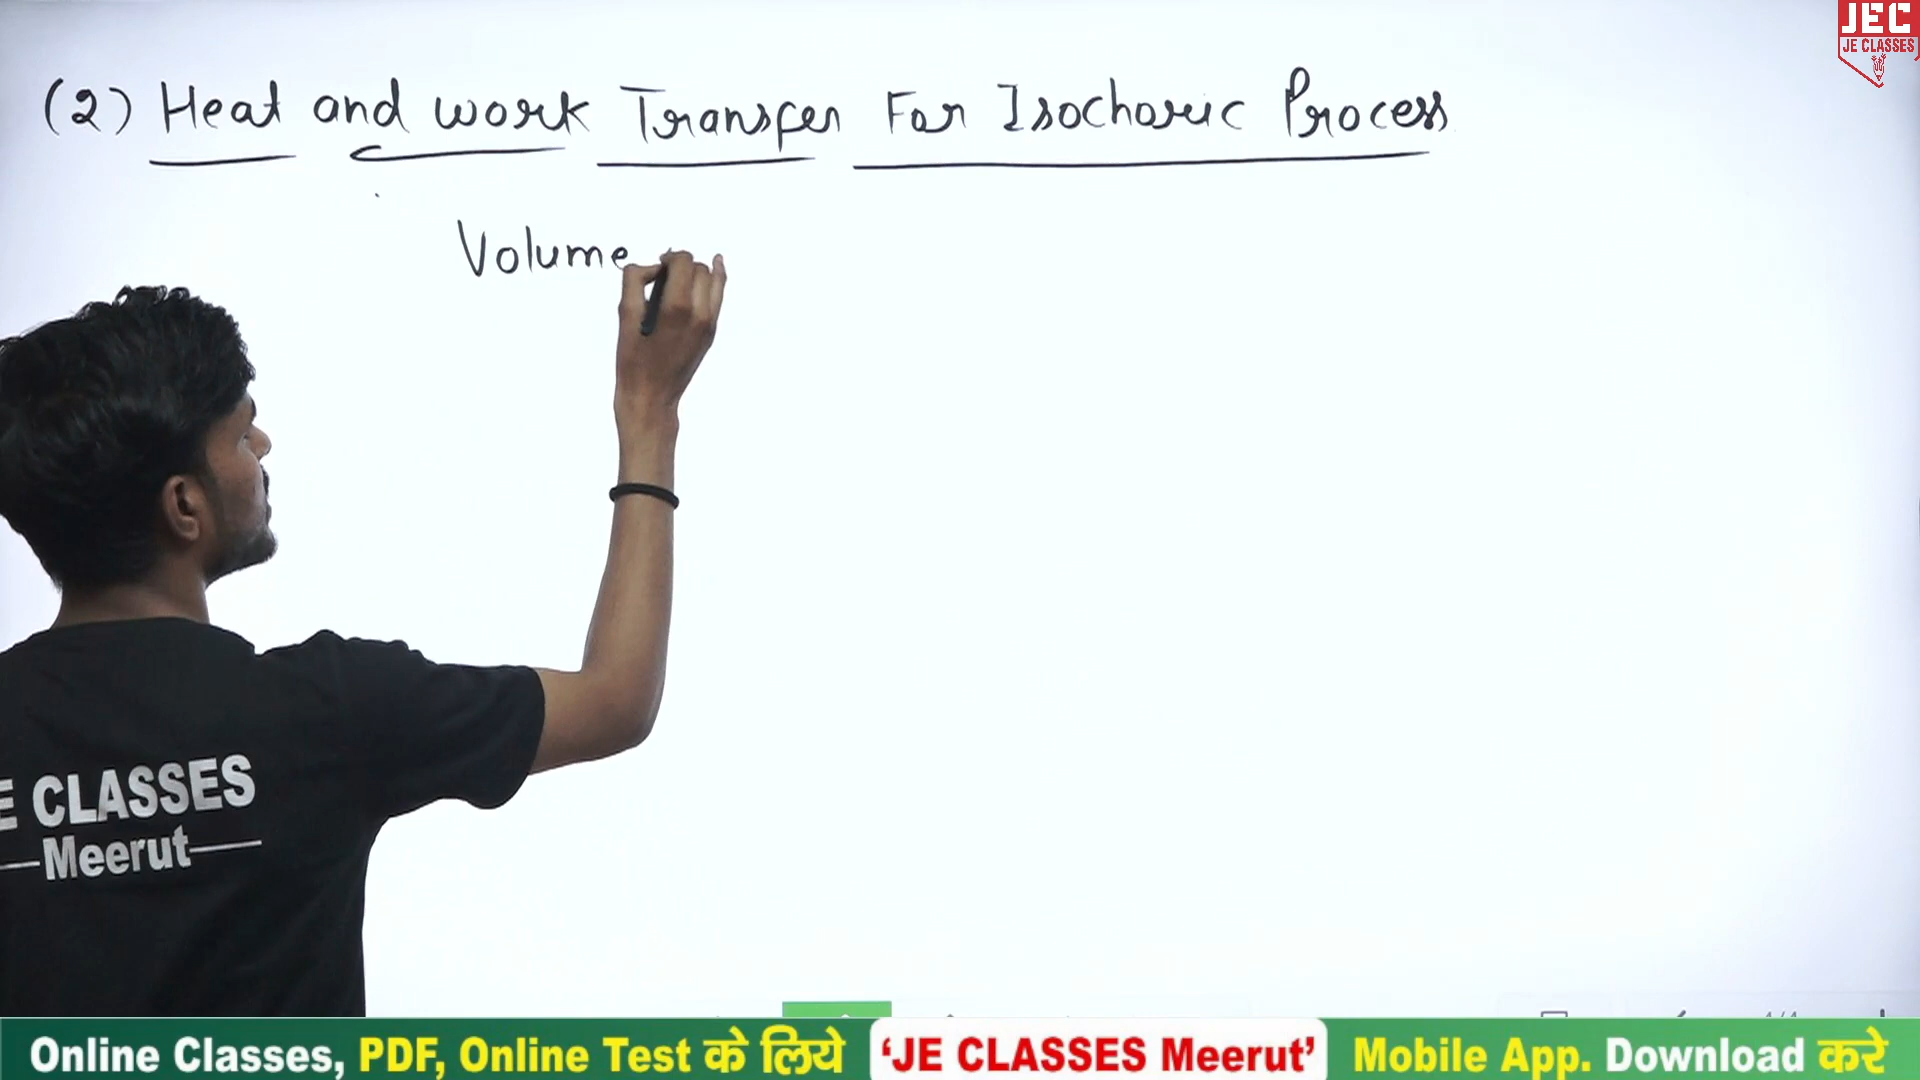 JEC
JE CLASSES
(2) Heat and work Transfer For Isochoric Process
Volume
E CLASSES
Meerut
Online Classes, PDF, Online Test के लिये 'JE CLASSES Meerut' Mobile App. Download करे